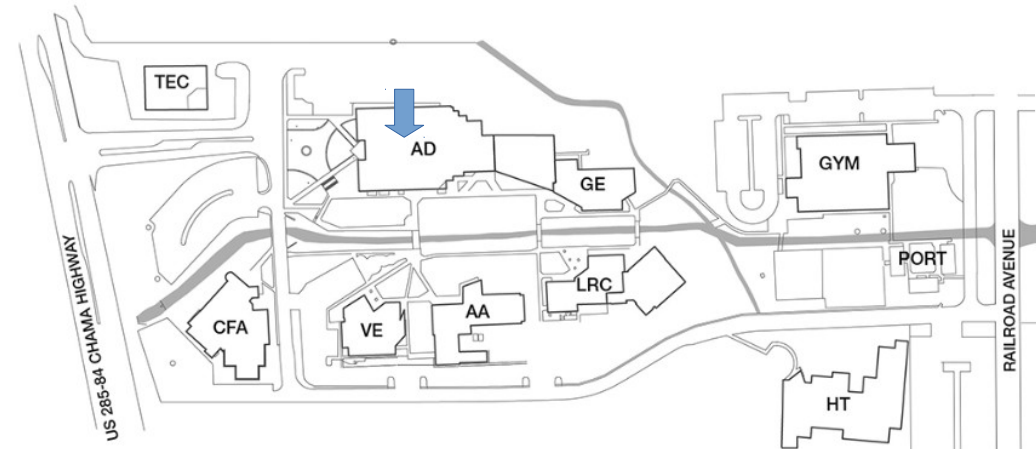 TEC
AD
GE
GYM
PORT
RAILROAD AVENUE
US 285-84 CHAMA HIGHWAY
CFA
VE
AA
LRC
HT